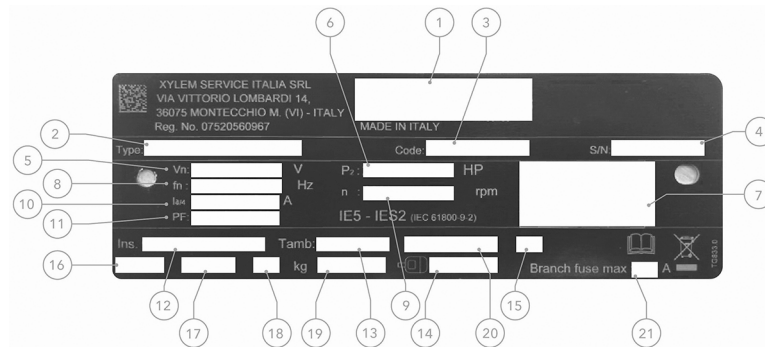 6
1
3
XYLEM SERVICE ITALIA SRL
VIA VITTORIO LOMBARDI 14,
36075 MONTECCHIO M. (VI) - ITALY
Reg. No. 07520560967
MADE IN ITALY
2
4
Type:
Code:
S/N
5
Vn:
V
P₂ :
HP
8
fn :
Hz
n :
rpm
7
10
A
11
PF:
IE5 - IES2 (IEC 61800-9-2)
Ins.
Tamb:
16
kg
Branch fuse max
A
TG833.0
12
17
18
19
13
9
14
20
15
21